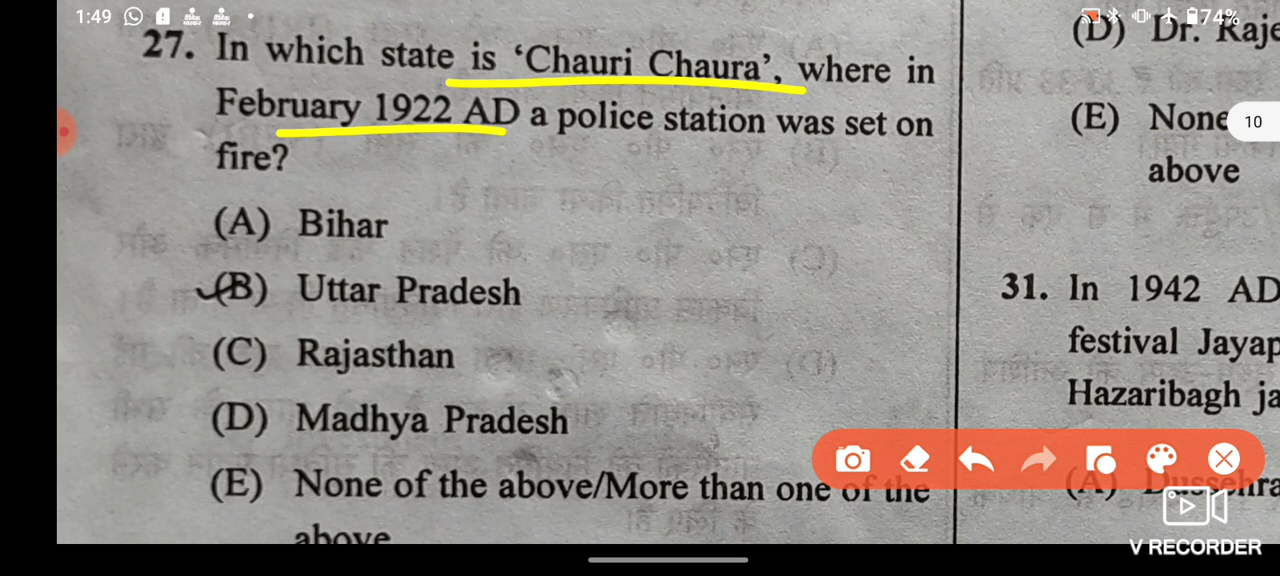 1:49
74%
27. In which state is ‘Chauri Chaura’, where in
February 1922 AD a police station was set on
fire?
(A) Bihar
(B) Uttar Pradesh
(C) Rajasthan
(D) Madhya Pradesh
(E) None of the above/More than one of the
above
(D) Dr. Raje
(E) None
above
10
31. In 1942 AD
festival Jayap
Hazaribagh ja
(A) Dussehra
V RECORDER